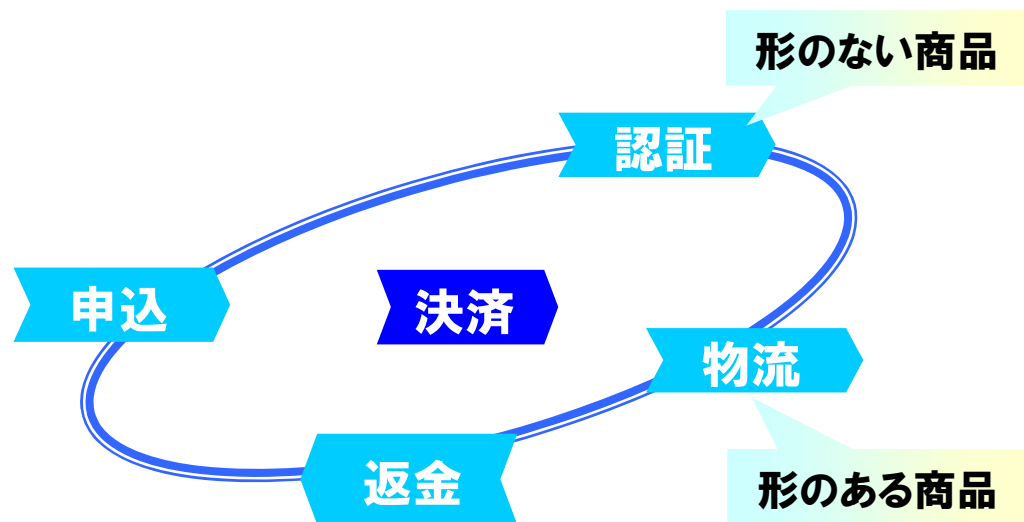 形のない商品
認証
申込
決済
物流
返金
形のある商品